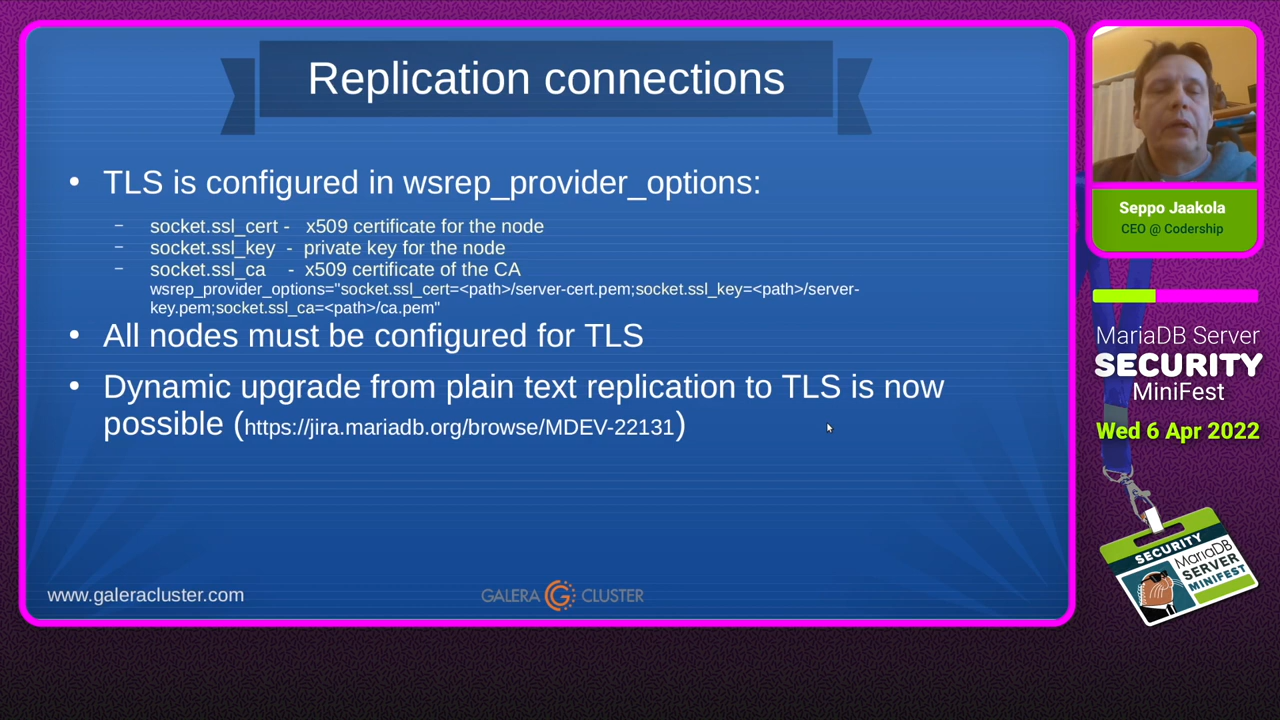 Replication connections
• TLS is configured in wsrep_provider_options:
– socket.ssl_cert - x509 certificate for the node
– socket.ssl_key - private key for the node
– socket.ssl_ca - x509 certificate of the CA
wsrep_provider_options="socket.ssl_cert=<path>/server-cert.pem;socket.ssl_key=<path>/server-
key.pem;socket.ssl_ca=<path>/ca.pem"
• All nodes must be configured for TLS
• Dynamic upgrade from plain text replication to TLS is now
possible (https://jira.mariadb.org/browse/MDEV-22131)
www.galeracluster.com
GALERA CLUSTER
Seppo Jaakola
CEO @ Codership
MariaDB Server
SECURITY
MiniFest
Wed 6 Apr 2022
SECURITY
MariaDB
SERVER
MINIFEST